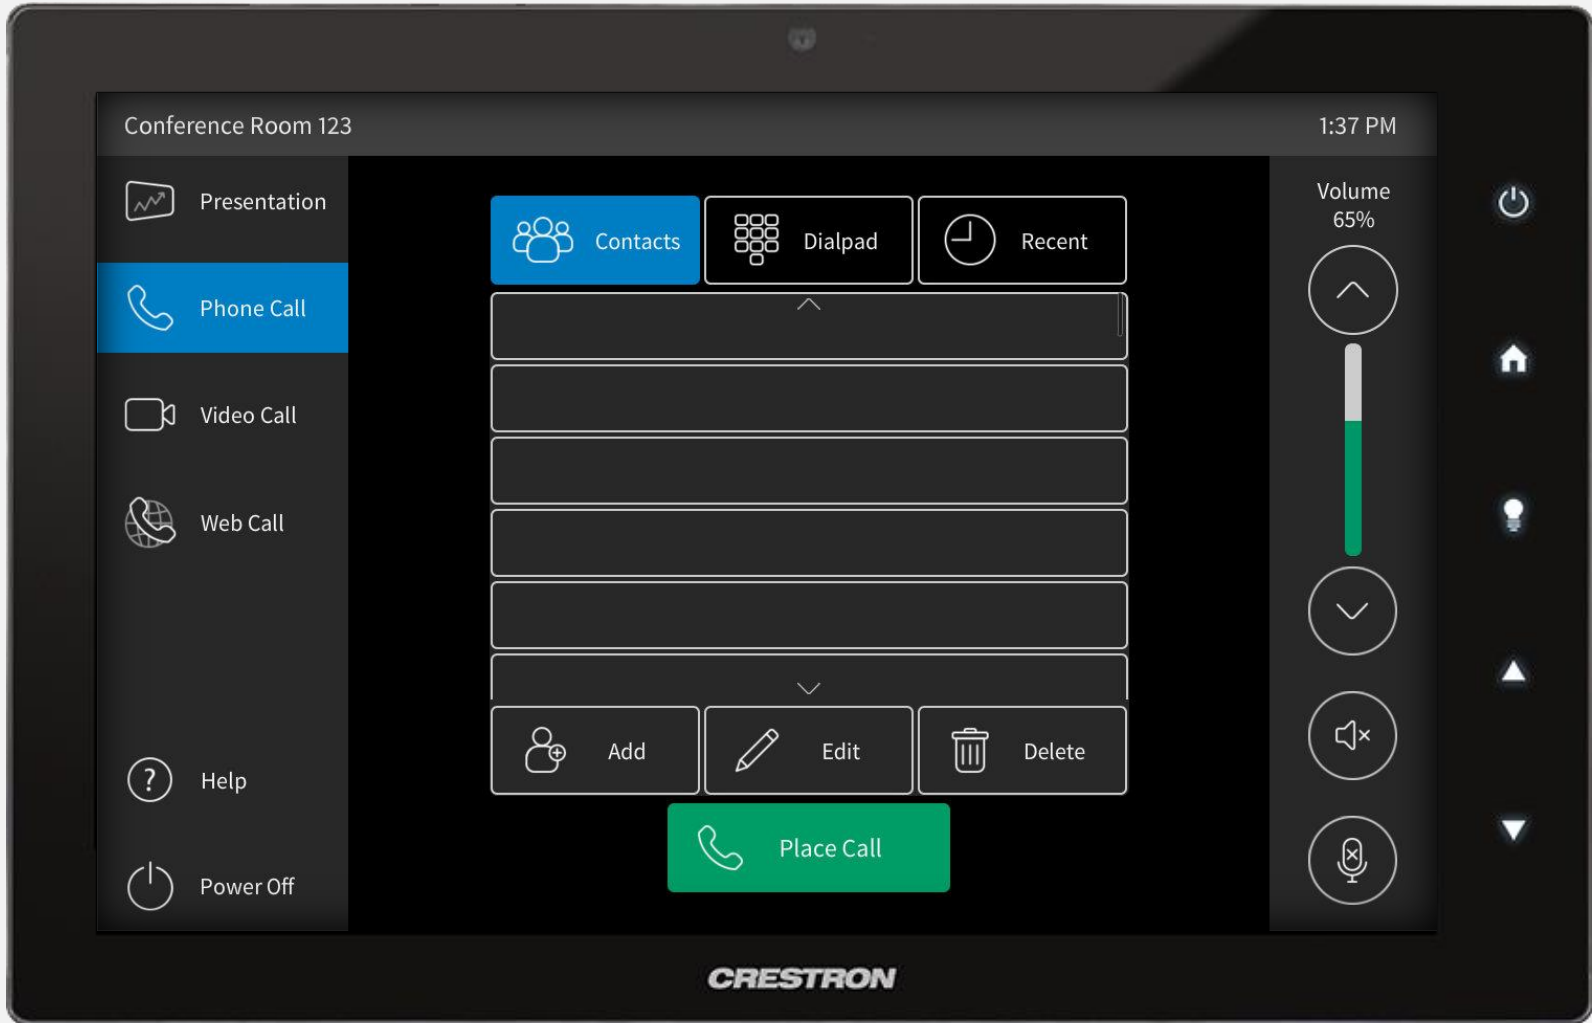 Conference Room 123
1:37 PM
Presentation
Phone Call
Video Call
Web Call
Help
Power Off
Contacts
Dialpad
Recent
Add
Edit
Delete
Place Call
Volume
65%
CRESTRON